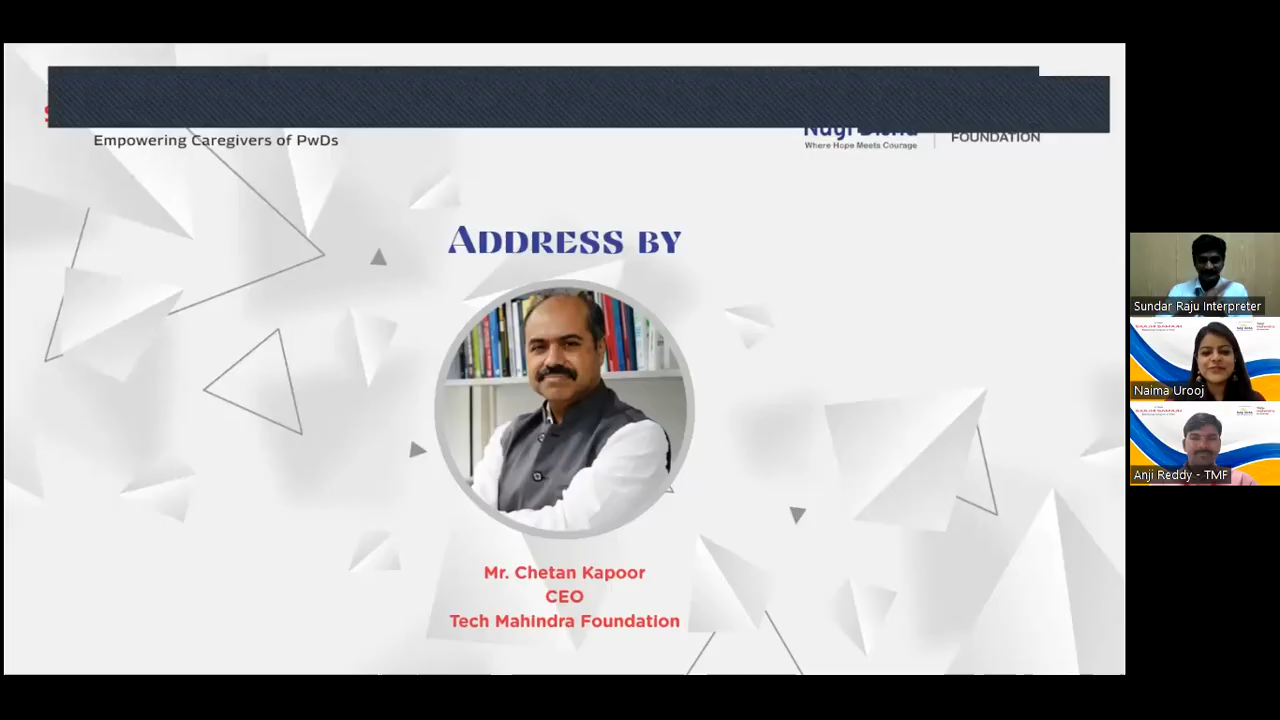 Empowering Caregivers of PwDs
Where Hope Meets Courage
FOUNDATION
ADDRESS BY
Mr. Chetan Kapoor
CEO
Tech Mahindra Foundation
Sundar Raju Interpreter
Naima Urooj
Anji Reddy - TMF